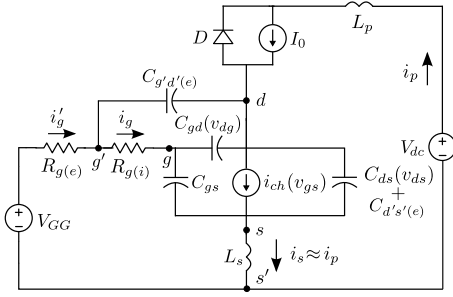 D
I_0
L_p
i_p
C_{g'd'(e)}
d
i'_g
i_g
C_{gd}(v_{dg})
V_{dc}
g'
g
R_{g(e)}
R_{g(i)}
C_{gs}
i_{ch}(v_{gs})
C_{ds}(v_{ds})
+
C_{d's'(e)}
V_{GG}
s
L_s
i_s≈i_p
s'